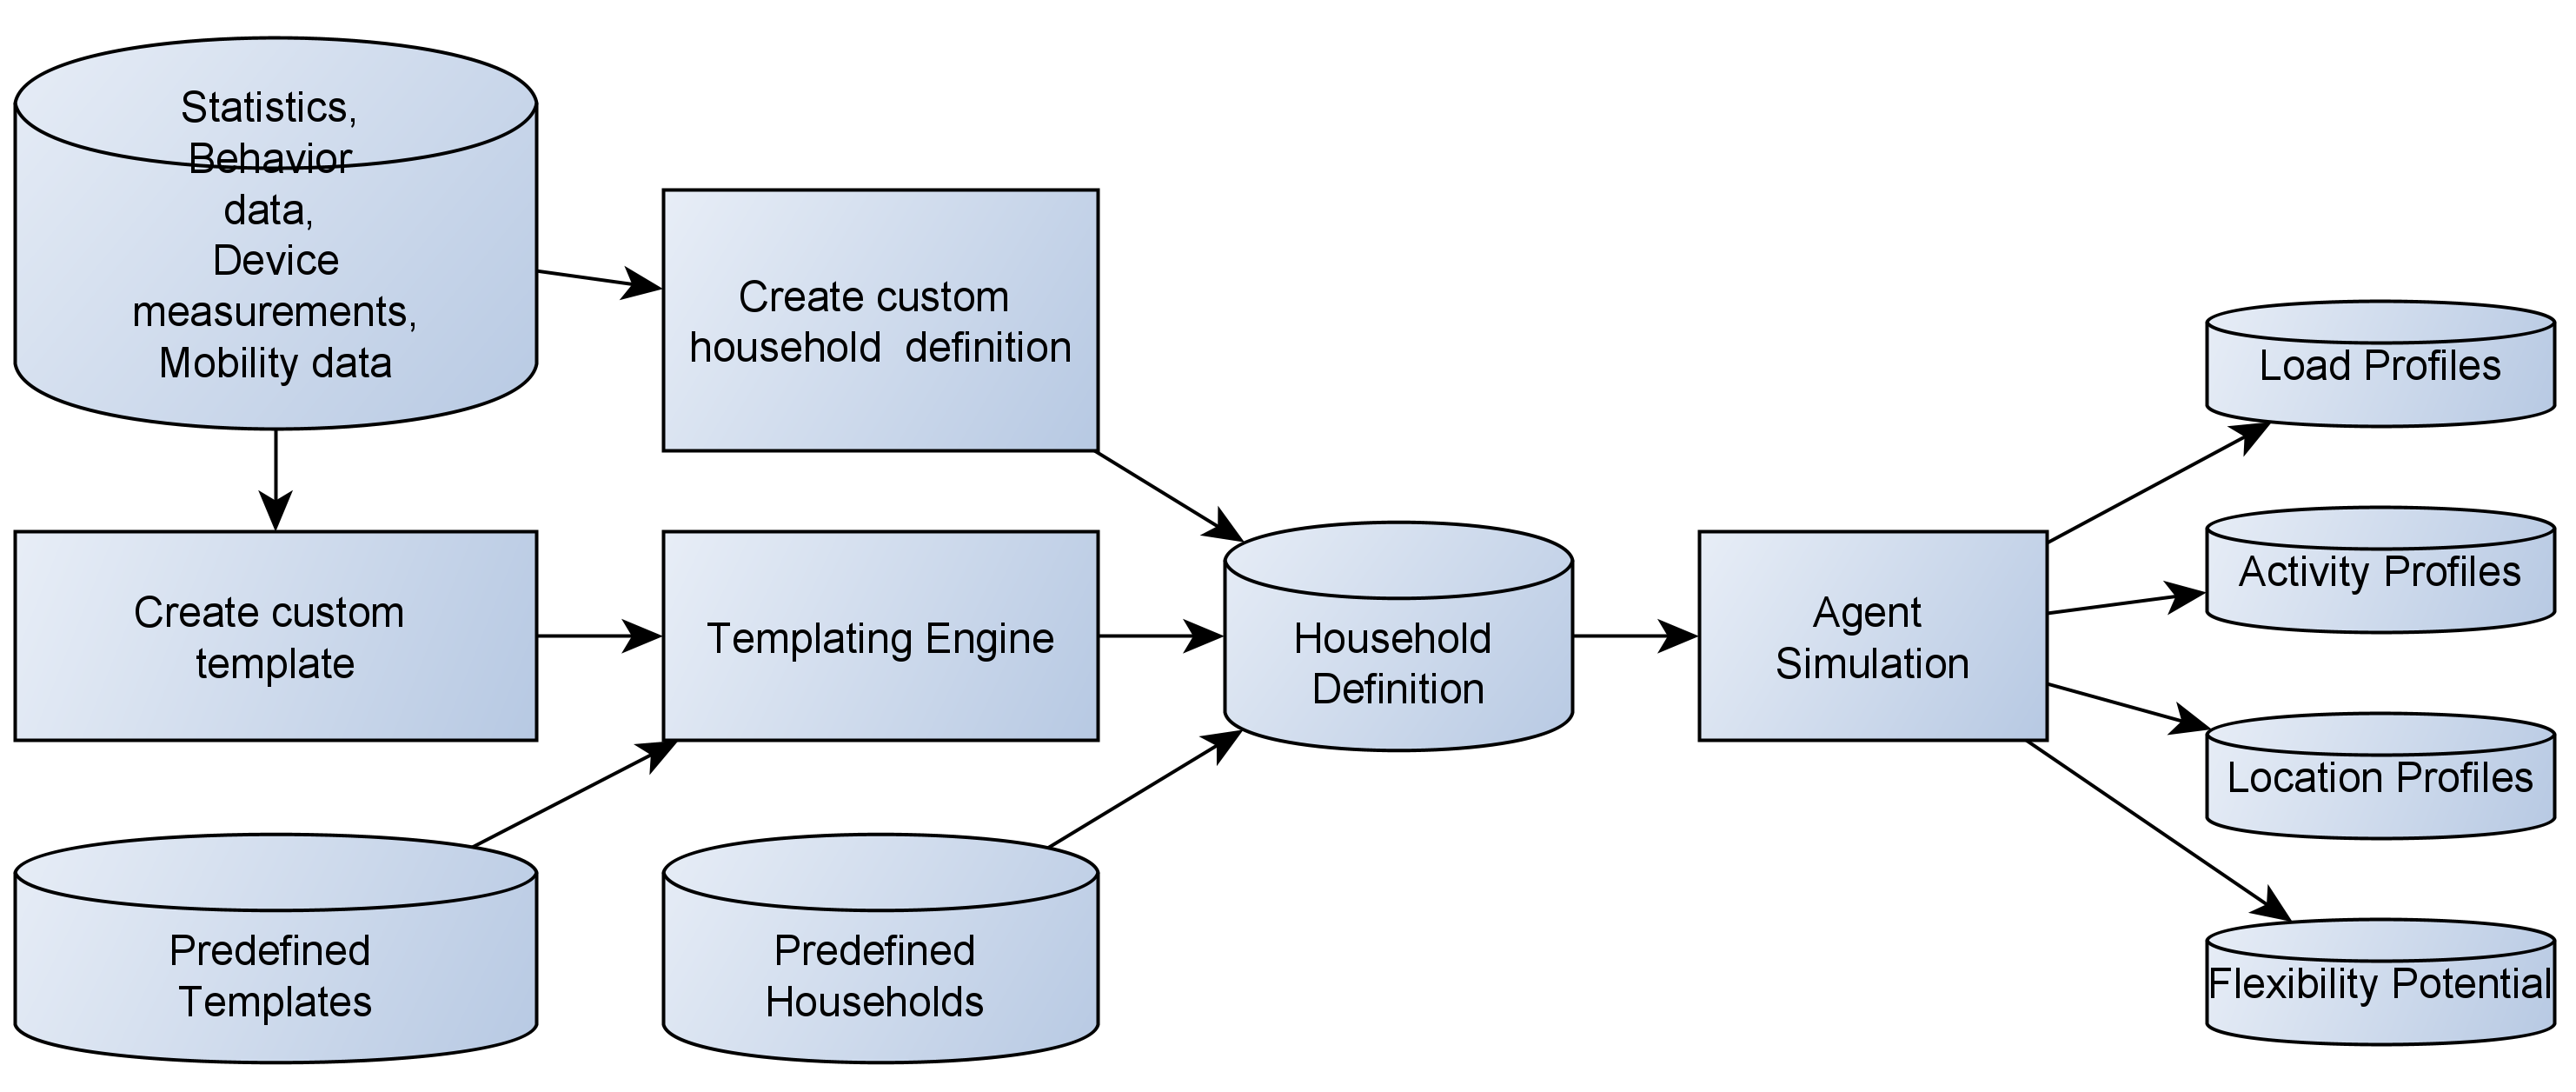 Statistics,
Behavior
data,
Device
measurements,
Mobility data
Create custom
household  definition
Load Profiles
Activity Profiles
Create custom
template
Templating Engine
Household
Definition
Agent
Simulation
Location Profiles
Predefined
Templates
Predefined
Households
Flexibility Potential